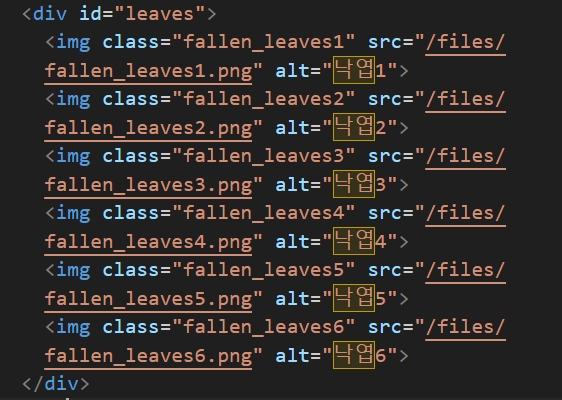 <div id="leaves">
<img class="fallen_leaves1" src="/files/
fallen_leaves1.png" alt="낙엽1">
<img class="fallen_leaves2" src="/files/
fallen_leaves2.png" alt="낙엽2">
<img class="fallen_leaves3" src="/files/
fallen_leaves3.png" alt="낙엽3">
<img class="fallen_leaves4" src="/files/
fallen_leaves4.png" alt="낙엽4">
<img class="fallen_leaves5" src="/files/
fallen_leaves5.png" alt="낙엽5">
<img class="fallen_leaves6" src="/files/
fallen_leaves6.png" alt="낙엽6">
</div>